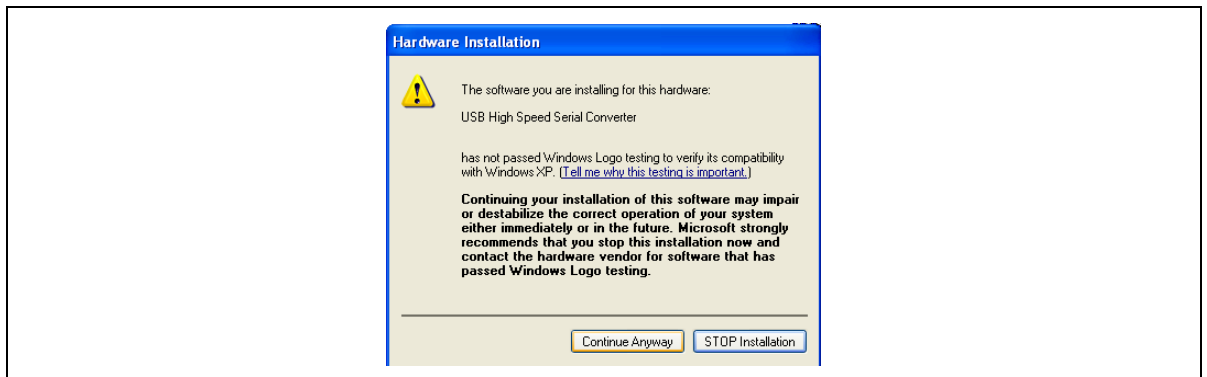 Hardware Installation
The software you are installing for this hardware:
USB High Speed Serial Converter
has not passed Windows Logo testing to verify its compatibility
with Windows XP. (Tell me why this testing is important.)
Continuing your installation of this software may impair
or destabilize the correct operation of your system
either immediately or in the future. Microsoft strongly
recommends that you stop this installation now and
contact the hardware vendor for software that has
passed Windows Logo testing.
Continue Anyway
STOP Installation